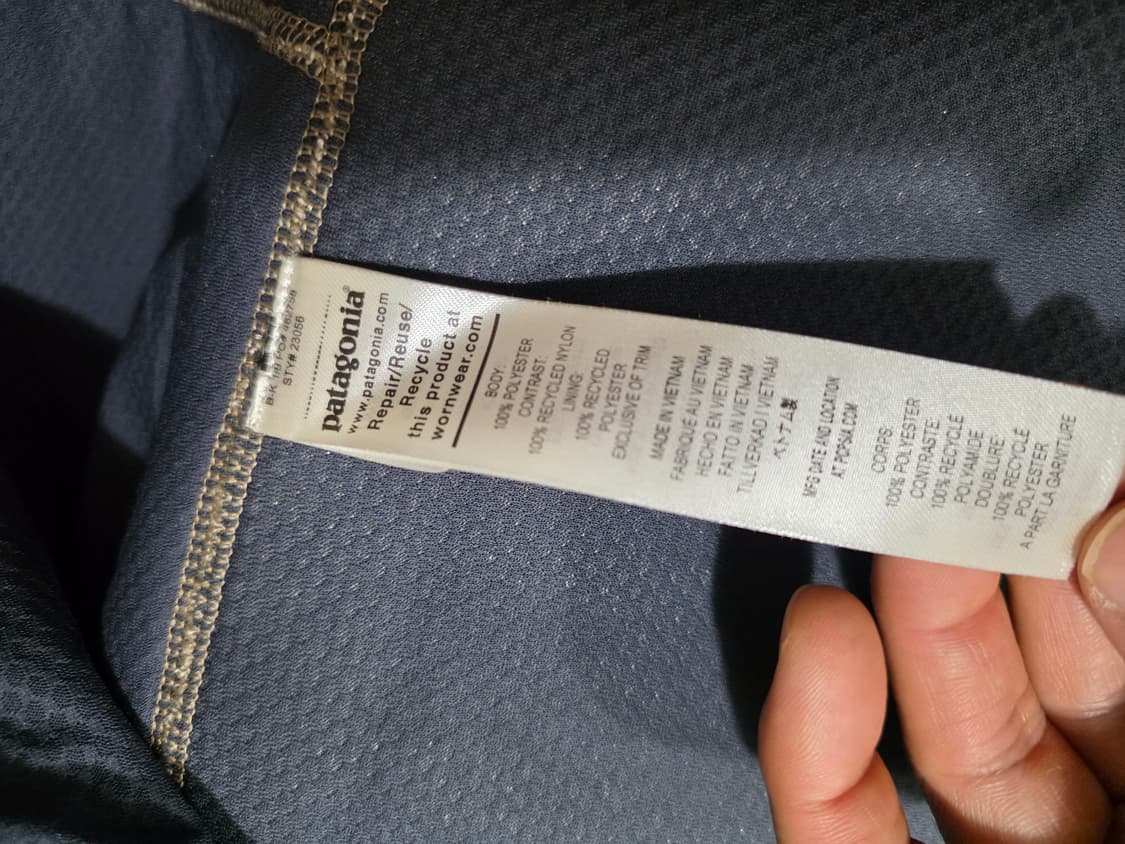 STY# 23056
patagonia®
www.patagonia.com
Repair/Reuse/
Recycle
this product at
wornwear.com
BODY:
100% POLYESTER
CONTRAST:
100% RECYCLED NYLON
LINING:
100% RECYCLED
POLYESTER
EXCLUSIVE OF TRIM
MADE IN VIETNAM
FABRIQUÉ AU VIETNAM
HECHO EN VIETNAM
FATTO IN VIETNAM
TILLVERKAD I VIETNAM
ベトナム製
MFG DATE AND LOCATION
AT POPSIA.COM
CORPS:
100% POLYESTER
CONTRASTE:
100% RECYCLÉ
POLYAMIDE
DOUBLURE:
100% RECYCLÉ
POLYESTER
A PART LA GARNITURE